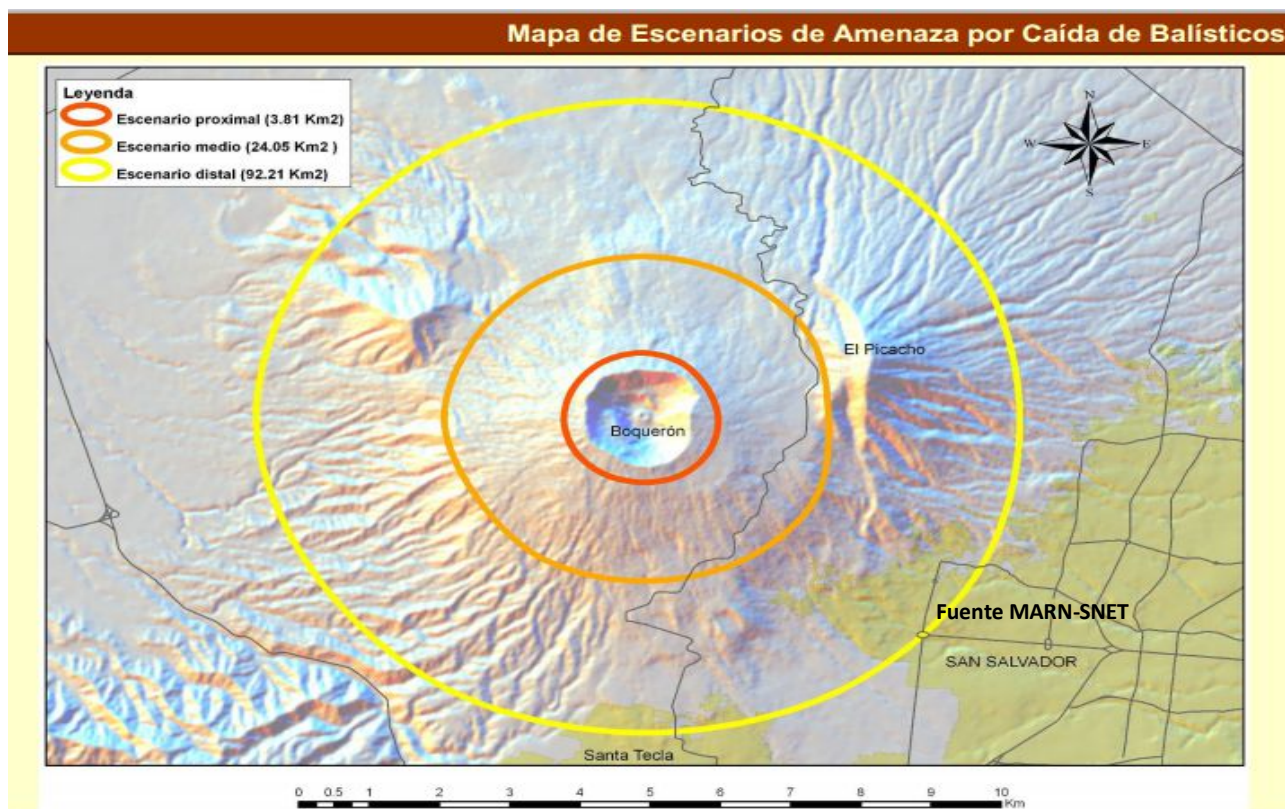 Mapa de Escenarios de Amenaza por Caída de Balísticos
Leyenda
Escenario proximal (3.81 Km2)
Escenario medio (24.05 Km2 )
Escenario distal (92.21 Km2)
N
W E
S
El Picacho
Boquerón
Fuente MARN-SNET
SAN SALVADOR
Santa Tecla
0 0.5 1 2 3 4 5 6 7 8 9 10
Km